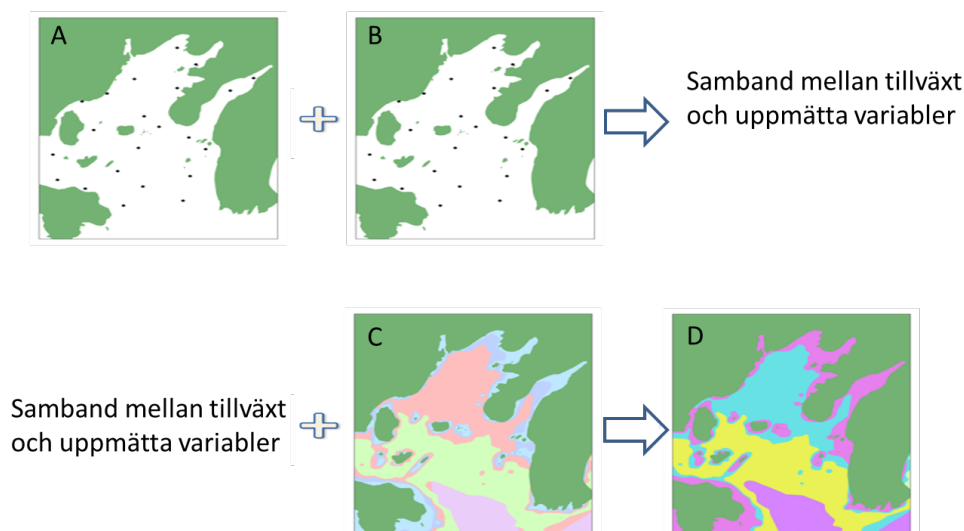 A
B
Samband mellan tillväxt
och uppmätta variabler
C
D
Samband mellan tillväxt
och uppmätta variabler